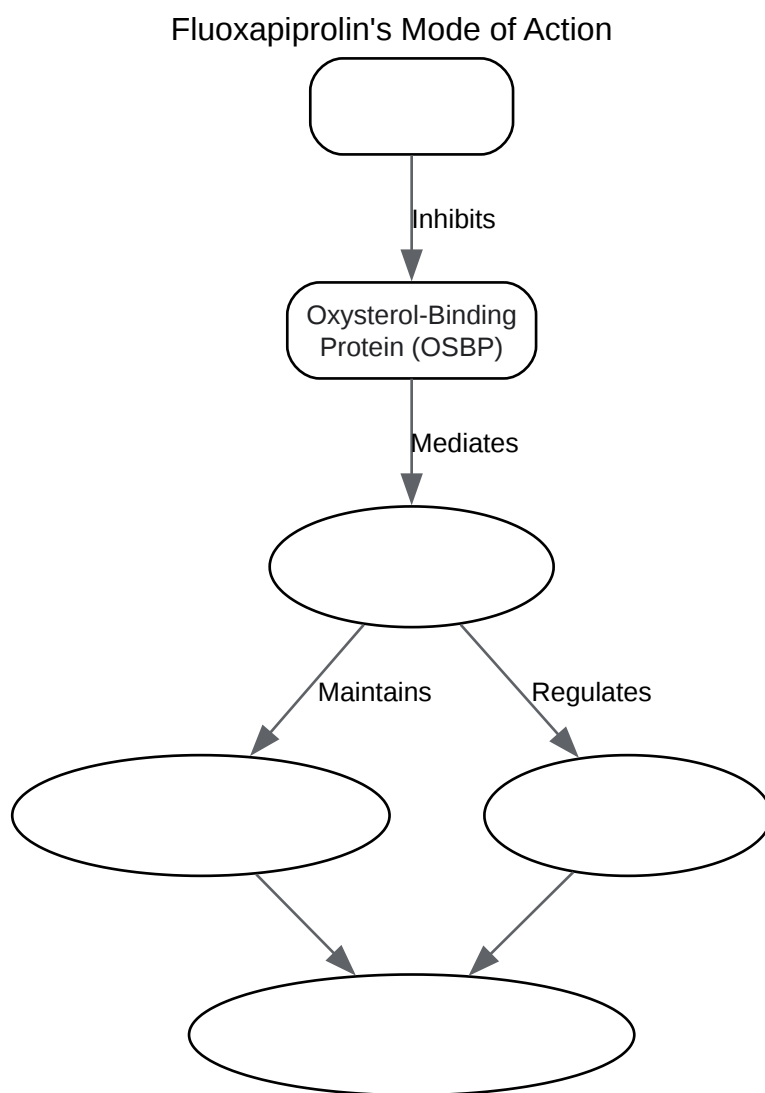 Fluoxapiprolin's Mode of Action
Inhibits
Oxysterol-Binding
Protein (OSBP)
Mediates
Maintains
Regulates